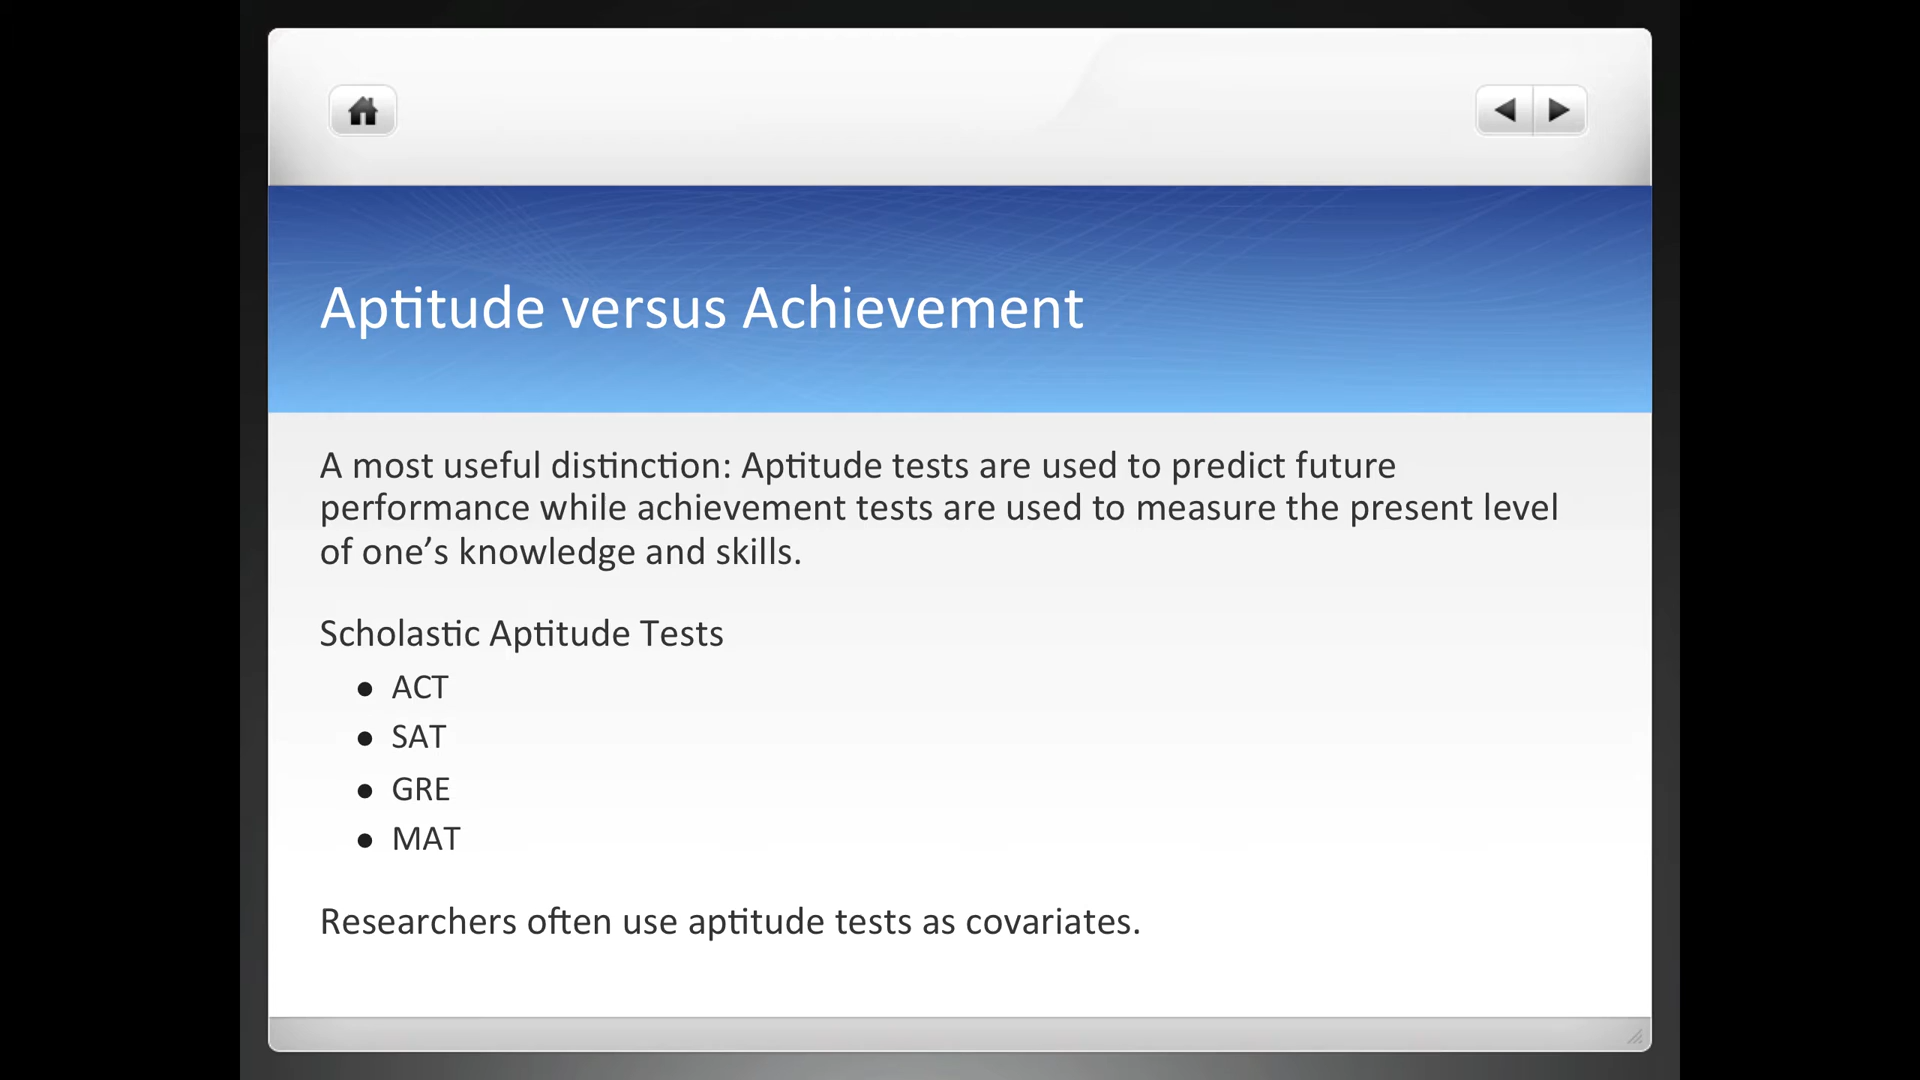 Aptitude versus Achievement
A most useful distinction: Aptitude tests are used to predict future
performance while achievement tests are used to measure the present level
of one’s knowledge and skills.
Scholastic Aptitude Tests
● ACT
● SAT
● GRE
● MAT
Researchers often use aptitude tests as covariates.